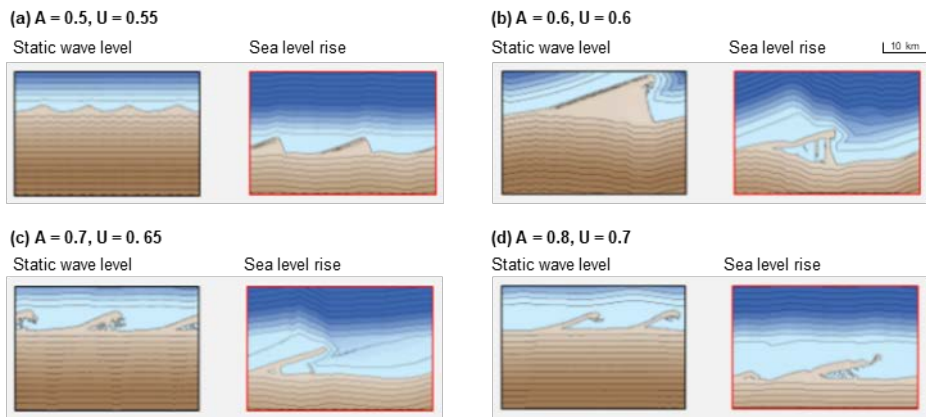 (a) A = 0.5, U = 0.55
Static wave level
Sea level rise
(b) A = 0.6, U = 0.6
Static wave level
Sea level rise
10 km
(c) A = 0.7, U = 0. 65
Static wave level
Sea level rise
(d) A = 0.8, U = 0.7
Static wave level
Sea level rise